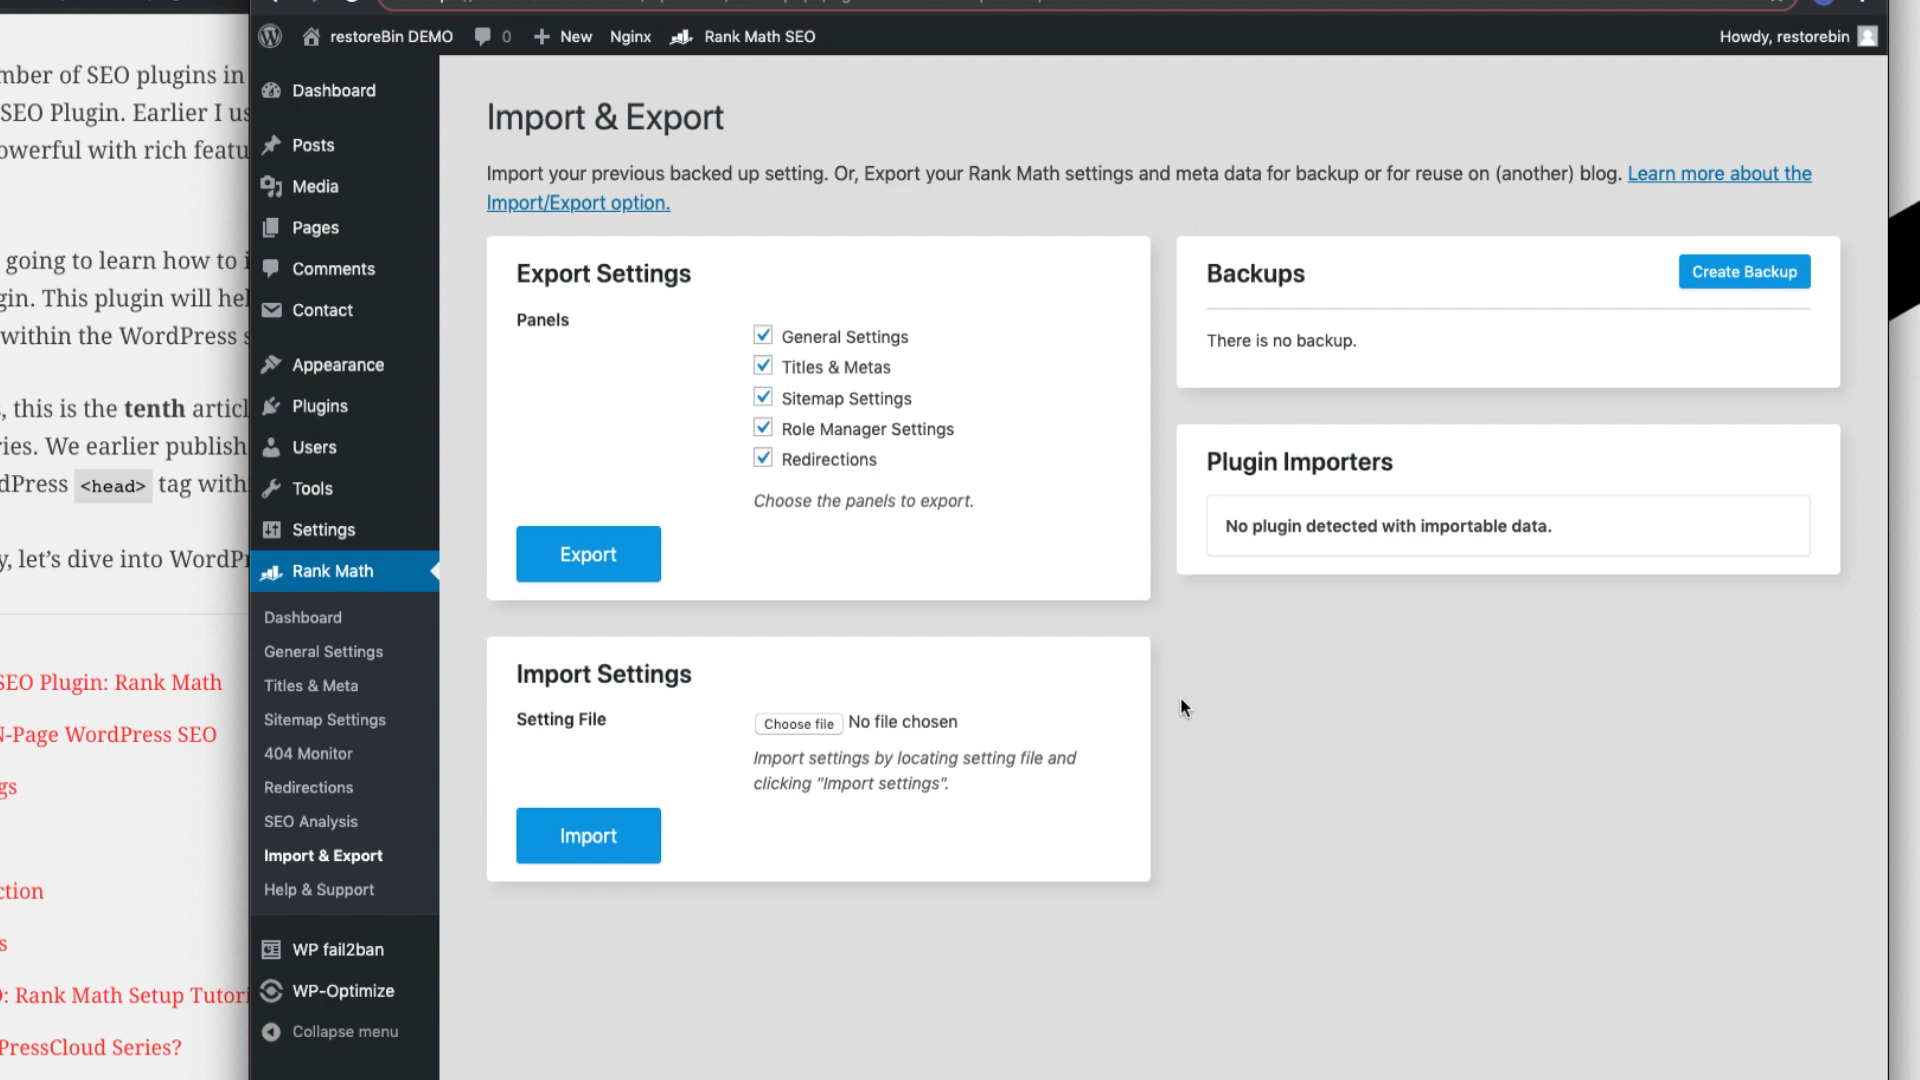 restoreBin DEMO
0
New
Nginx
Rank Math SEO
Howdy, restorebin
mber of SEO plugins in
SEO Plugin. Earlier I us
owerful with rich featu
going to learn how to i
gin. This plugin will hel
within the WordPress s
, this is the tenth articl
ries. We earlier publish
dPress <head> tag with
y, let's dive into WordPr
SEO Plugin: Rank Math
N-Page WordPress SEO
gs
ction
s
O: Rank Math Setup Tutori
PressCloud Series?
Dashboard
Posts
Media
Pages
Comments
Contact
Appearance
Plugins
Users
Tools
Settings
Rank Math
Dashboard
General Settings
Titles & Meta
Sitemap Settings
404 Monitor
Redirections
SEO Analysis
Import & Export
Help & Support
WP fail2ban
WP-Optimize
Collapse menu
Import & Export
Import your previous backed up setting. Or, Export your Rank Math settings and meta data for backup or for reuse on (another) blog. Learn more about the
Import/Export option.
Export Settings
Panels
General Settings
Titles & Metas
Sitemap Settings
Role Manager Settings
Redirections
Choose the panels to export.
Export
Import Settings
Setting File
Choose file No file chosen
Import settings by locating setting file and
clicking "Import settings".
Import
Backups
Create Backup
There is no backup.
Plugin Importers
No plugin detected with importable data.